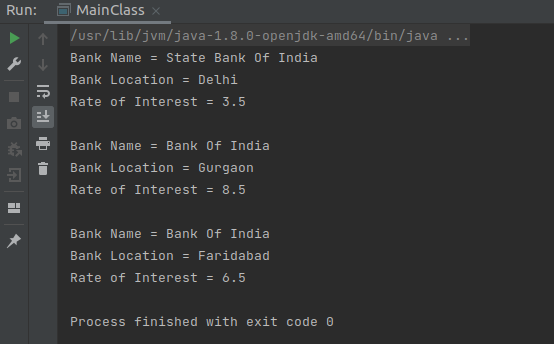 Run: MainClass
/usr/lib/jvm/java-1.8.0-openjdk-amd64/bin/java ...
Bank Name = State Bank Of India
Bank Location = Delhi
Rate of Interest = 3.5
Bank Name = Bank Of India
Bank Location = Gurgaon
Rate of Interest = 8.5
Bank Name = Bank Of India
Bank Location = Faridabad
Rate of Interest = 6.5
Process finished with exit code 0